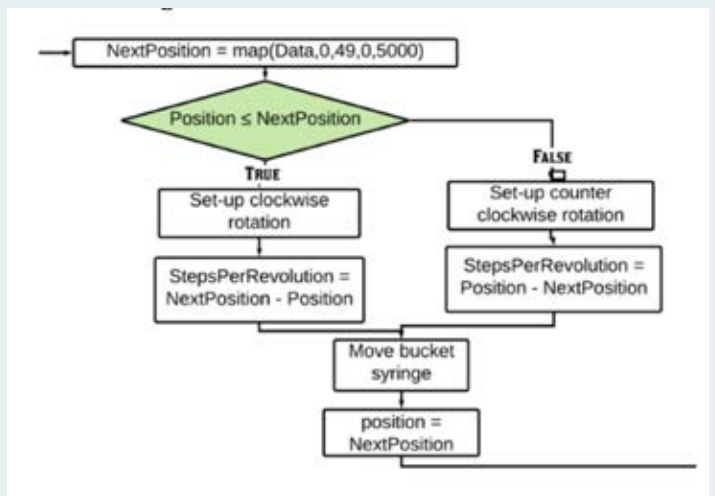 NextPosition = map(Data,0,49,0,5000)
Position ≤ NextPosition
TRUE
FALSE
Set-up clockwise
rotation
Set-up counter
clockwise rotation
StepsPerRevolution =
NextPosition - Position
StepsPerRevolution =
Position - NextPosition
Move bucket
syringe
position =
NextPosition